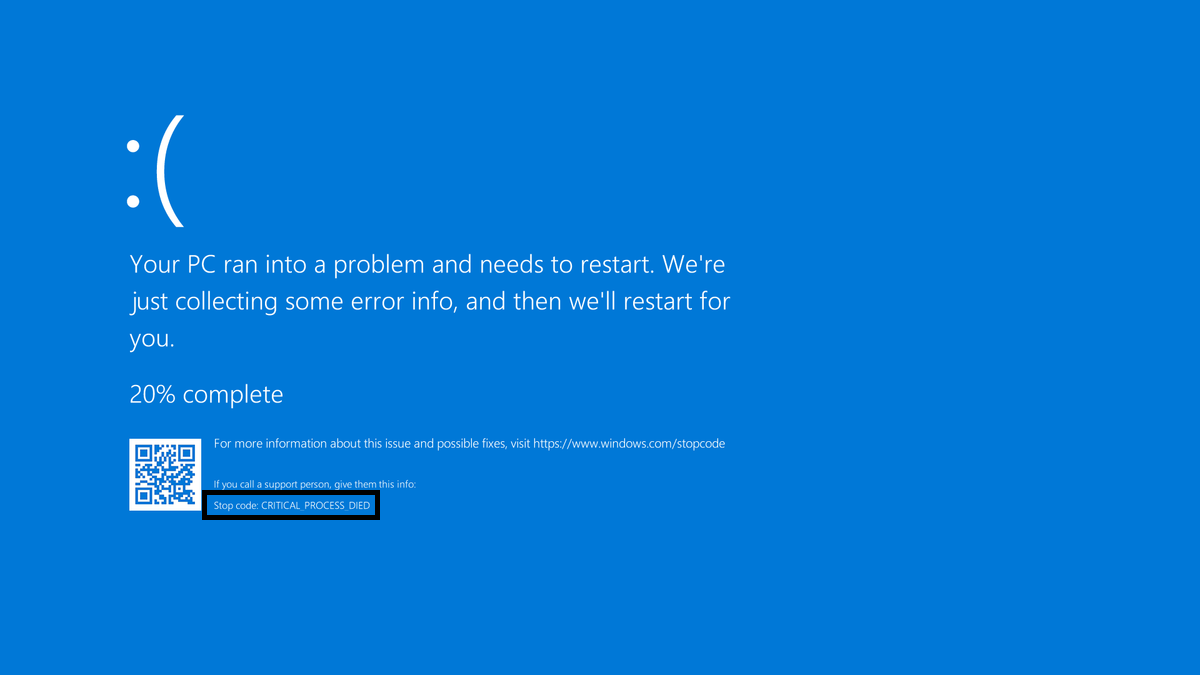 :(
Your PC ran into a problem and needs to restart. We're
just collecting some error info, and then we'll restart for
you.
20% complete
For more information about this issue and possible fixes, visit https://www.windows.com/stopcode
If you call a support person, give them this info:
Stop code: CRITICAL_PROCESS_DIED